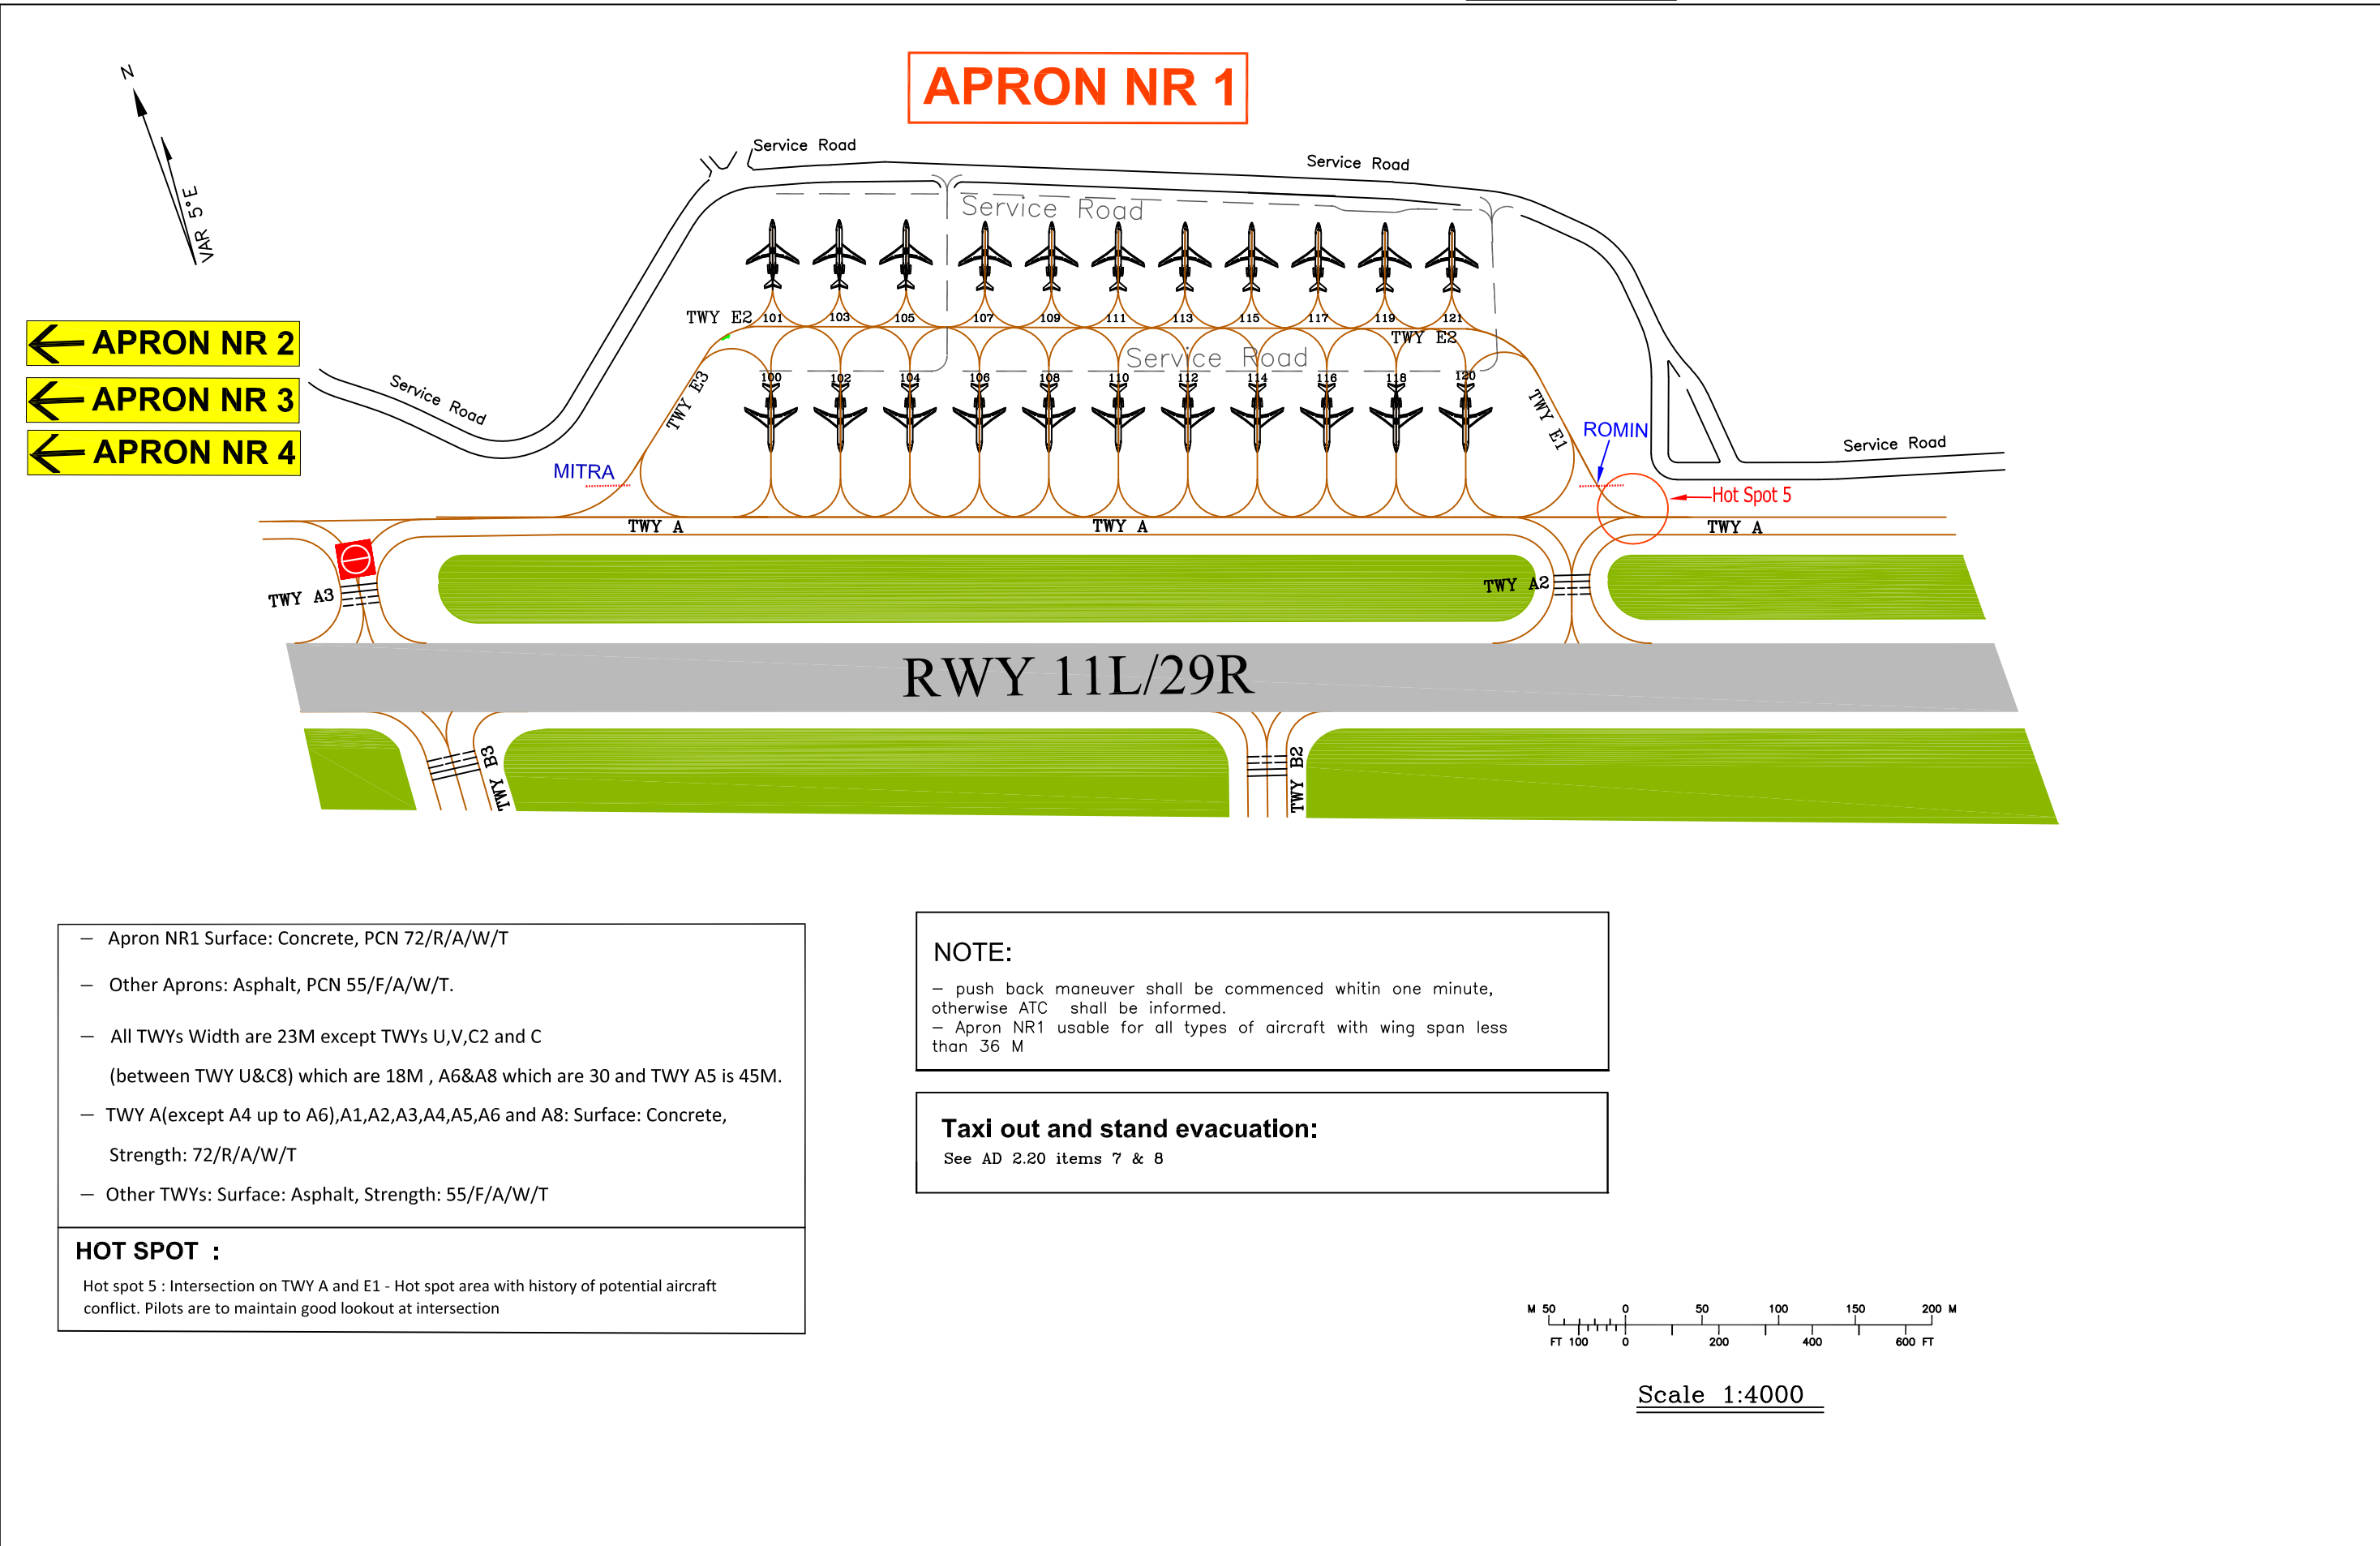 APRON NR 1
N
VAR 5°E
Service Road
Service Road
Service Road
TWY E2
101
103
105
107
109
111
113
115
117
119
121
TWY E2
Service Road
APRON NR 2
APRON NR 3
APRON NR 4
Service Road
100
102
104
106
108
110
112
114
116
118
120
TWY E3
TWY E1
MITRA
ROMIN
Service Road
Hot Spot 5
TWY A
TWY A
TWY A
TWY A3
TWY A2
RWY 11L/29R
TWY B3
TWY B2
— Apron NR1 Surface: Concrete, PCN 72/R/A/W/T
— Other Aprons: Asphalt, PCN 55/F/A/W/T.
— All TWYs Width are 23M except TWYs U,V,C2 and C
(between TWY U&C8) which are 18M , A6&A8 which are 30 and TWY A5 is 45M.
— TWY A(except A4 up to A6),A1,A2,A3,A4,A5,A6 and A8: Surface: Concrete,
Strength: 72/R/A/W/T
— Other TWYs: Surface: Asphalt, Strength: 55/F/A/W/T
HOT SPOT :
Hot spot 5 : Intersection on TWY A and E1 - Hot spot area with history of potential aircraft
conflict. Pilots are to maintain good lookout at intersection
NOTE:
— push back maneuver shall be commenced whitin one minute,
otherwise ATC shall be informed.
— Apron NR1 usable for all types of aircraft with wing span less
than 36 M
Taxi out and stand evacuation:
See AD 2.20 items 7 & 8
M 50 0 50 100 150 200 M
FT 100 0 200 400 600 FT
Scale 1:4000